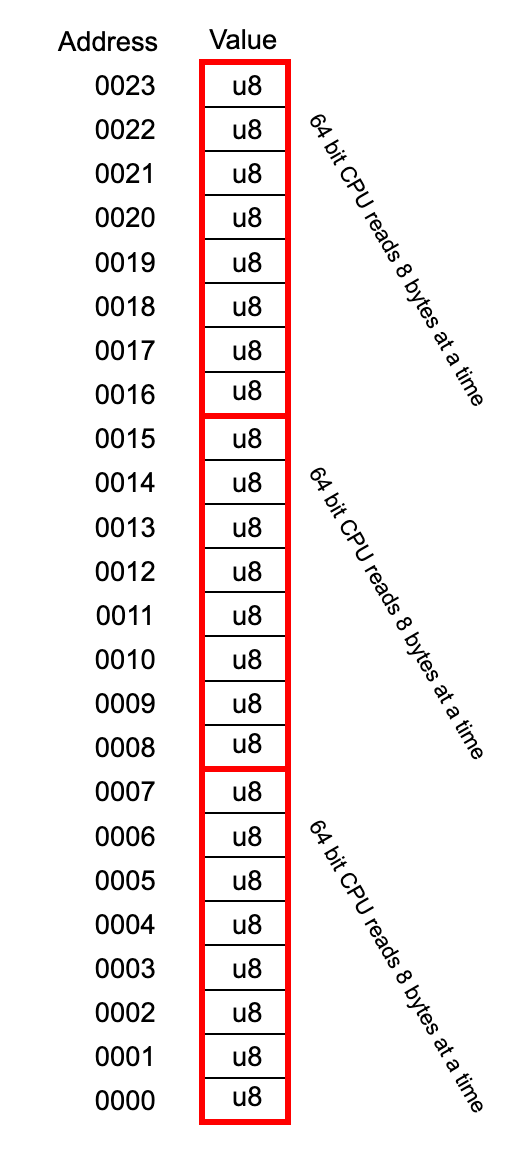 Address Value
0023 u8
0022 u8
0021 u8
0020 u8
0019 u8
0018 u8
0017 u8
0016 u8
64 bit CPU reads 8 bytes at a time
0015 u8
0014 u8
0013 u8
0012 u8
0011 u8
0010 u8
0009 u8
0008 u8
64 bit CPU reads 8 bytes at a time
0007 u8
0006 u8
0005 u8
0004 u8
0003 u8
0002 u8
0001 u8
0000 u8
64 bit CPU reads 8 bytes at a time